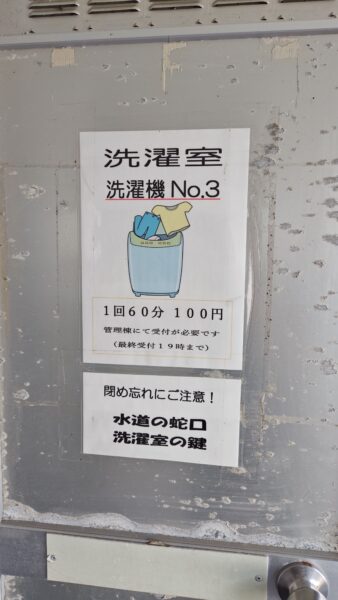 洗濯室
洗濯機 No.3
1回60分 100円
管理棟にて受付が必要です
(最終受付19時まで)
閉め忘れにご注意！
水道の蛇口
洗濯室の鍵